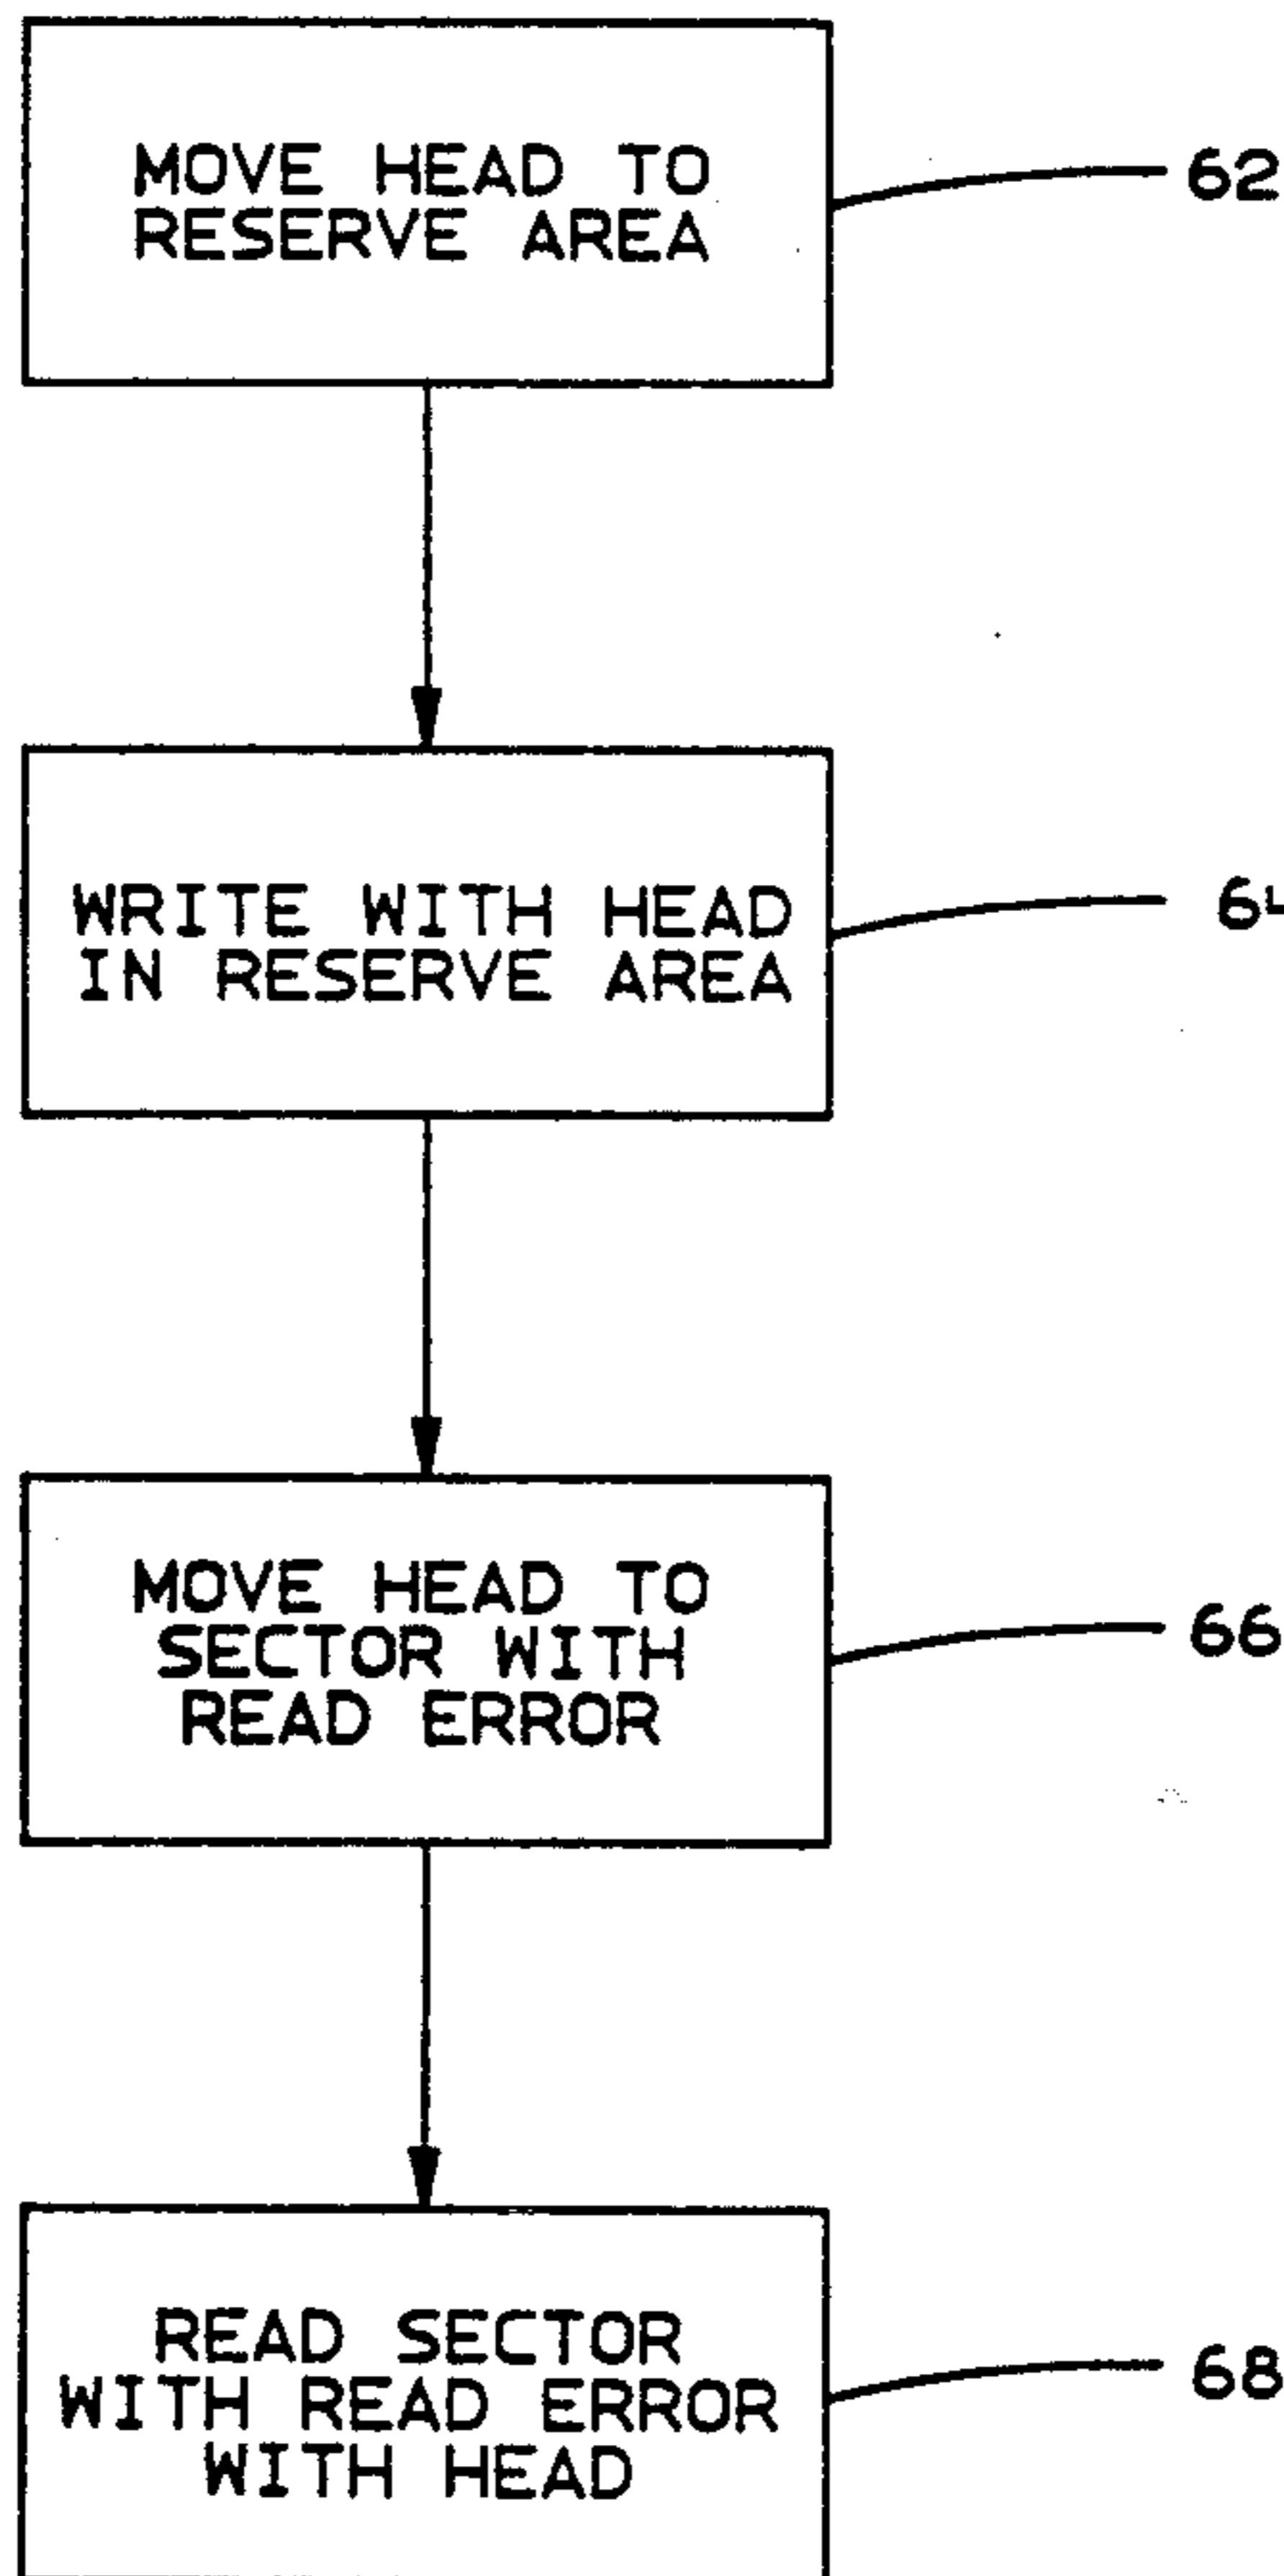 MOVE HEAD TO
RESERVE AREA
62
WRITE WITH HEAD
IN RESERVE AREA
64
MOVE HEAD TO
SECTOR WITH
READ ERROR
66
READ SECTOR
WITH READ ERROR
WITH HEAD
68